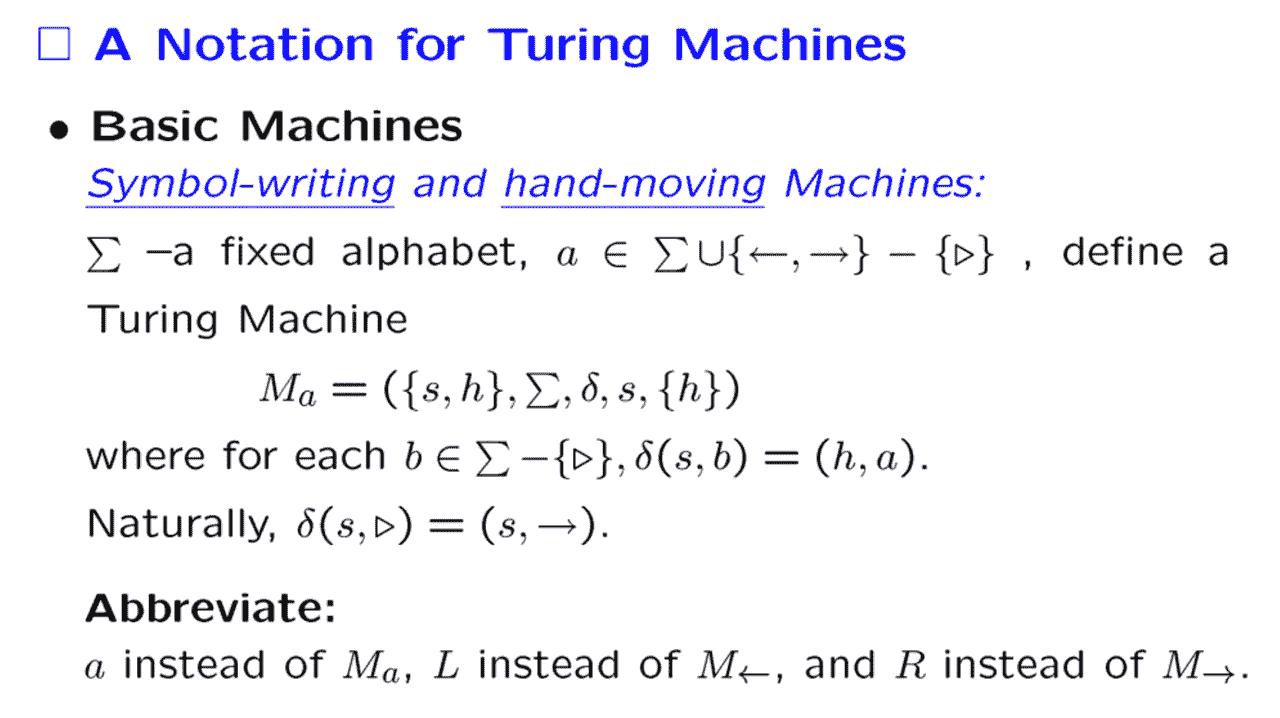 □ A Notation for Turing Machines
• Basic Machines
Symbol-writing and hand-moving Machines:
∑ –a fixed alphabet, a ∈ ∑∪{←,→} − {▷} , define a
Turing Machine
Mₐ = ({s, h}, ∑, δ, s, {h})
where for each b ∈ ∑ −{▷}, δ(s, b) = (h, a).
Naturally, δ(s, ▷) = (s, →).
Abbreviate:
a instead of Mₐ, L instead of M←, and R instead of M→.